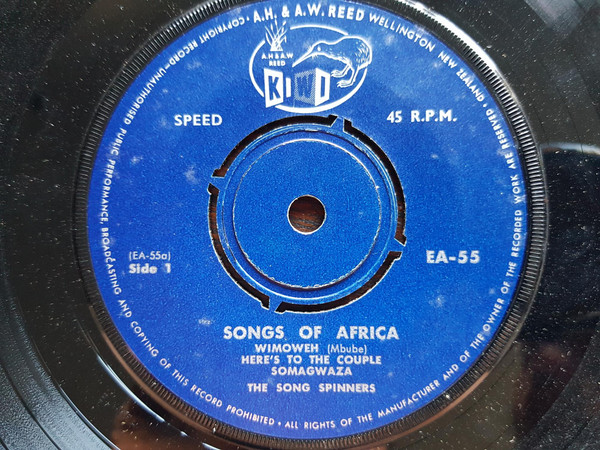 COPYRIGHT RECORD—UNAUTHORISED PUBLIC PERFORMANCE, BROADCASTING AND COPYING OF THIS RECORD PROHIBITED • ALL RIGHTS OF THE MANUFACTURER AND OF THE OWNER OF THE RECORDED WORK ARE RESERVED •
A.H. & A.W. REED WELLINGTON NEW ZEALAND •
A.H.& A.W.
REED
KIWI
SPEED 45 R.P.M.
(EA-55a)
Side 1
EA-55
SONGS OF AFRICA
WIMOWEH (Mbube)
HERE'S TO THE COUPLE
SOMAGWAZA
THE SONG SPINNERS